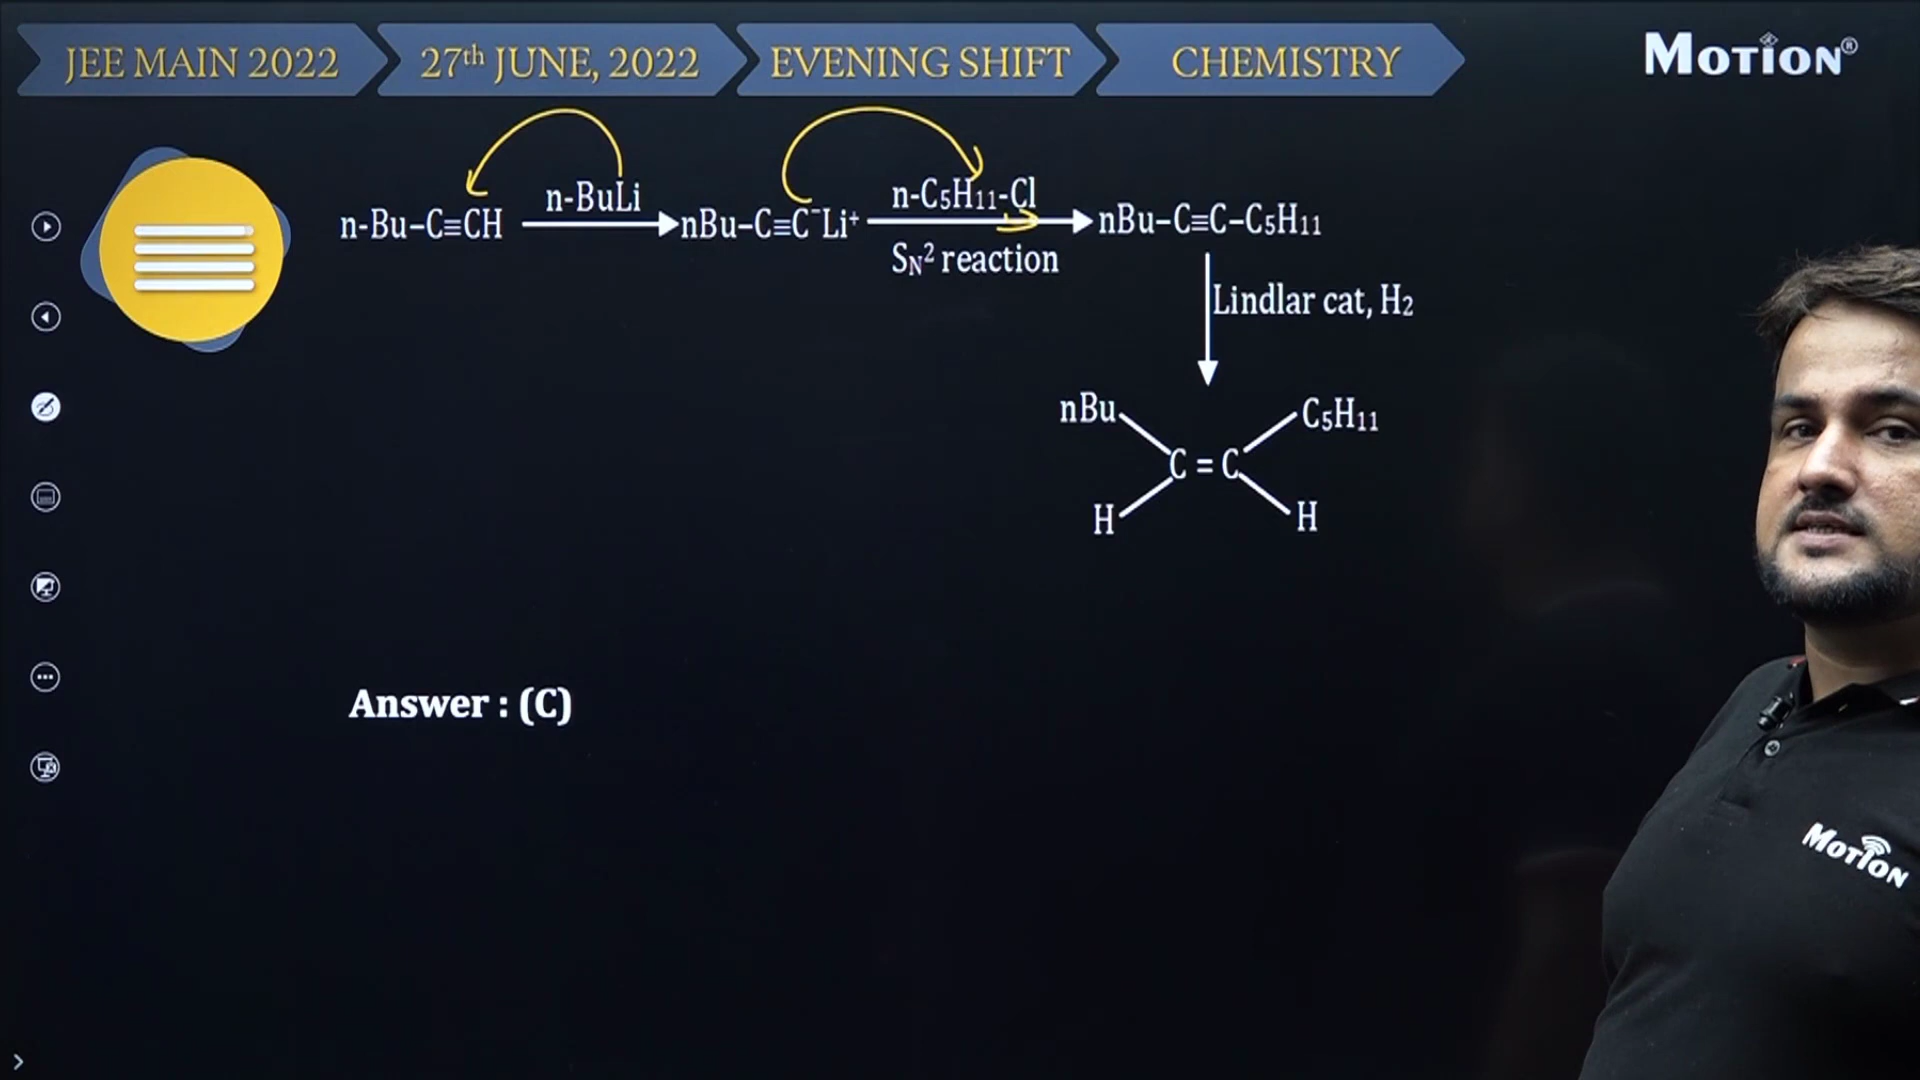 JEE MAIN 2022 27ᵗʰ JUNE, 2022 EVENING SHIFT CHEMISTRY MOTION®
n-Bu–C≡CH n-BuLi nBu–C≡C⁻Li⁺ n-C₅H₁₁-Cl nBu–C≡C–C₅H₁₁
S_N² reaction
Lindlar cat, H₂
nBu C₅H₁₁
C = C
H H
Answer : (C)
MOTION